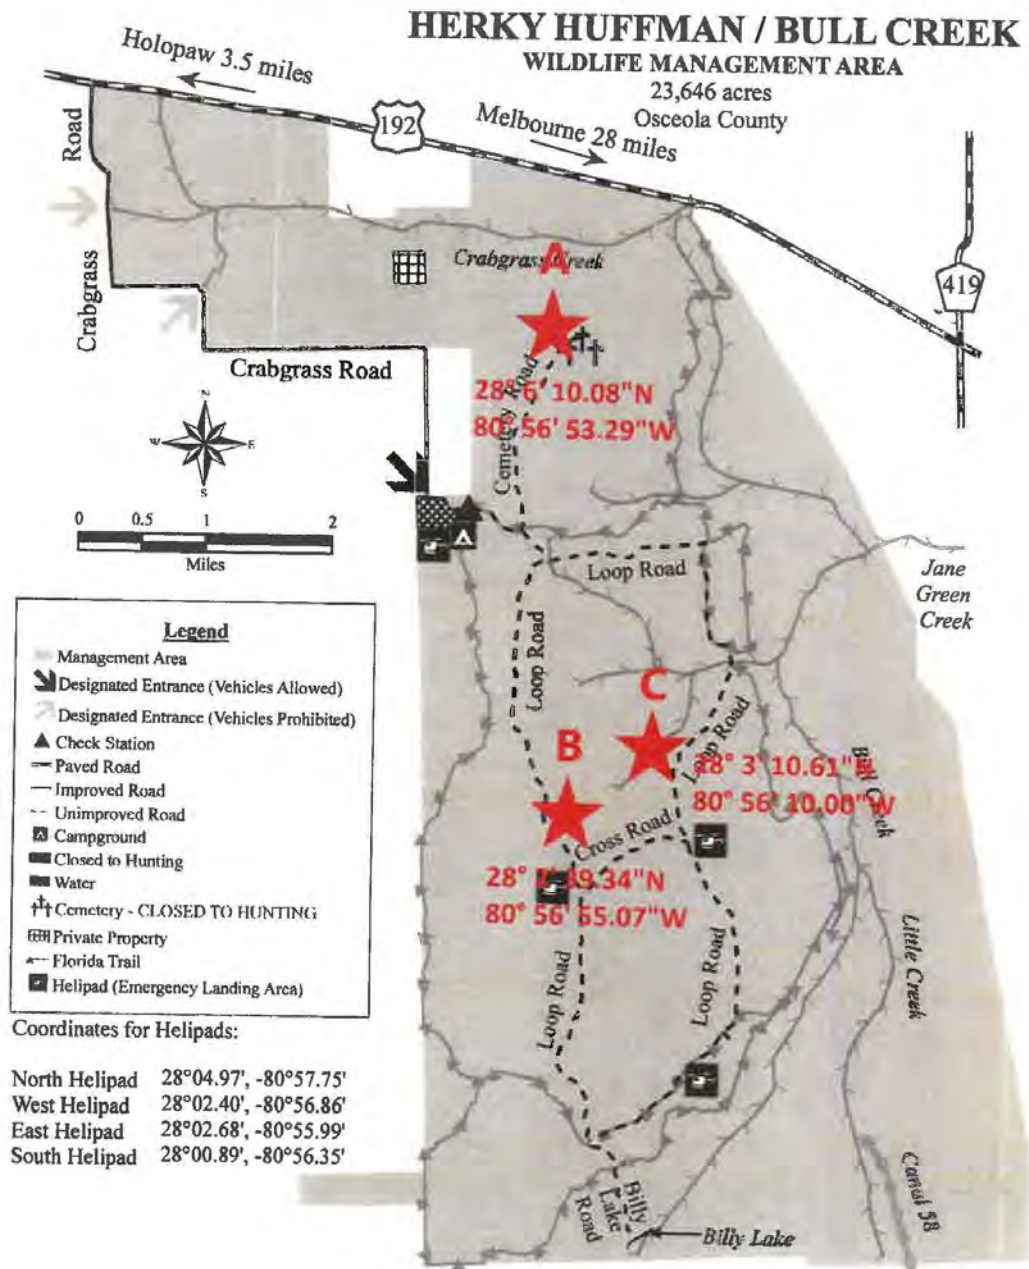 HERKY HUFFMAN / BULL CREEK
WILDLIFE MANAGEMENT AREA
23,646 acres
Osceola County
Holopaw 3.5 miles
192
Melbourne 28 miles
419
Road
Crabgrass
Crabgrass Creek
A
Crabgrass Road
28° 6' 10.08"N
80° 56' 53.29"W
Cemetery Road
N
W E
S
0 0.5 1 2
Miles
Loop Road
Jane
Green
Creek
Loop Road
Legend
Management Area
Designated Entrance (Vehicles Allowed)
Designated Entrance (Vehicles Prohibited)
Check Station
Paved Road
Improved Road
Unimproved Road
Campground
Closed to Hunting
Water
Cemetery - CLOSED TO HUNTING
Private Property
Florida Trail
Helipad (Emergency Landing Area)
C
Loop Road
B
28° 3' 10.61"N
80° 56' 10.00"W
Bull Creek
Cross Road
28° 39.34"N
80° 56' 55.07"W
Little Creek
Loop Road
Loop Road
Coordinates for Helipads:
North Helipad 28°04.97', -80°57.75'
West Helipad 28°02.40', -80°56.86'
East Helipad 28°02.68', -80°55.99'
South Helipad 28°00.89', -80°56.35'
Canal 58
Billy
Lake
Road
Billy Lake